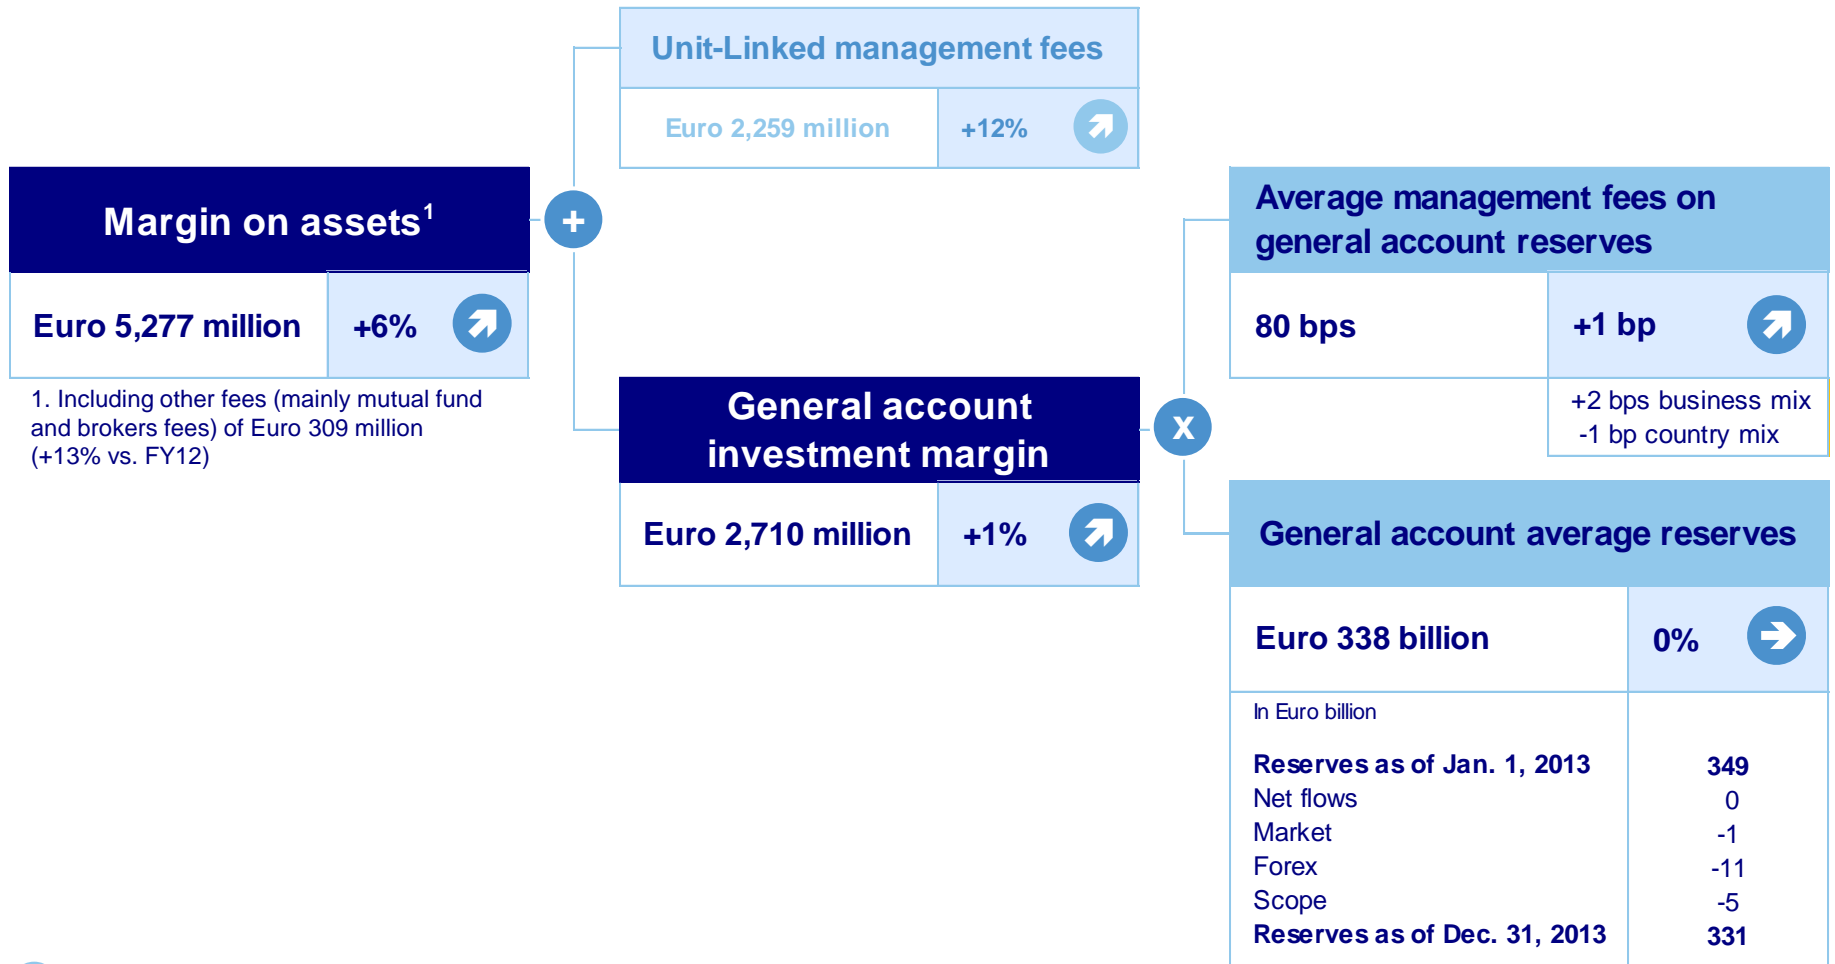 Unit-Linked management fees
Euro 2,259 million +12%
Margin on assets1
+
Euro 5,277 million +6%
1. Including other fees (mainly mutual fund
and brokers fees) of Euro 309 million
(+13% vs. FY12)
General account
investment margin
x
Euro 2,710 million +1%
Average management fees on
general account reserves
80 bps +1 bp
+2 bps business mix
-1 bp country mix
General account average reserves
Euro 338 billion 0%
In Euro billion
Reserves as of Jan. 1, 2013 349
Net flows 0
Market -1
Forex -11
Scope -5
Reserves as of Dec. 31, 2013 331